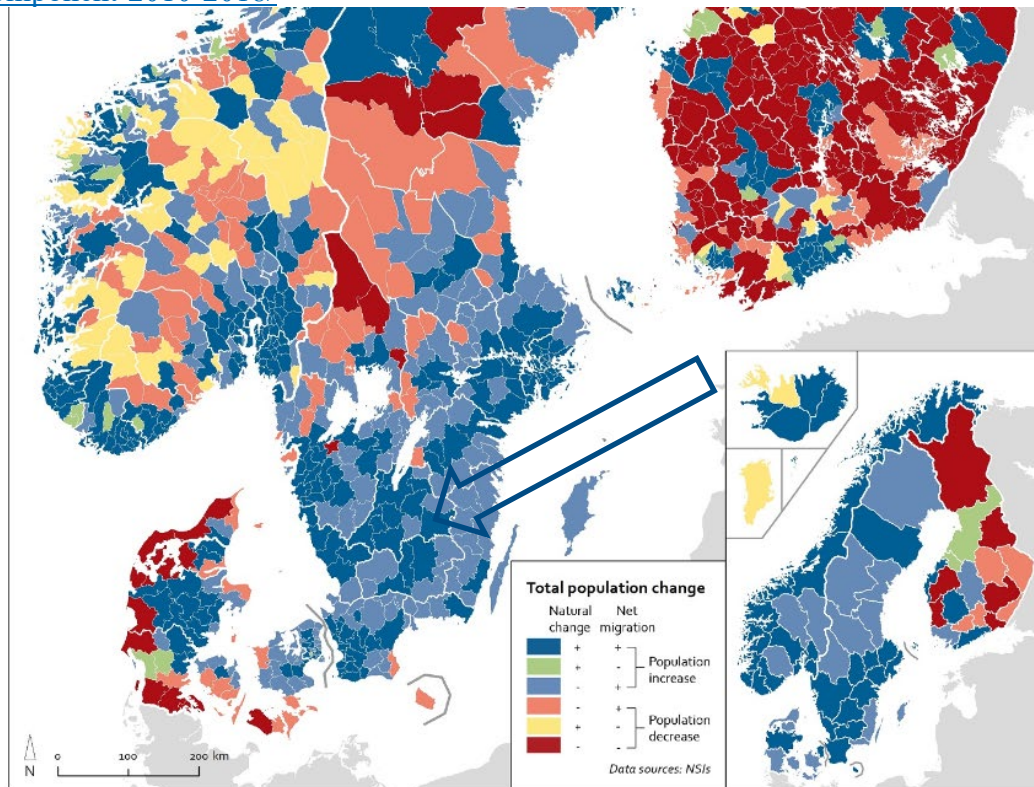 Total population change
Natural change Net migration
+ +
+ - Population increase
- +
- + Population decrease
+ -
- -
Data sources: NSIs
N 0 100 200 km